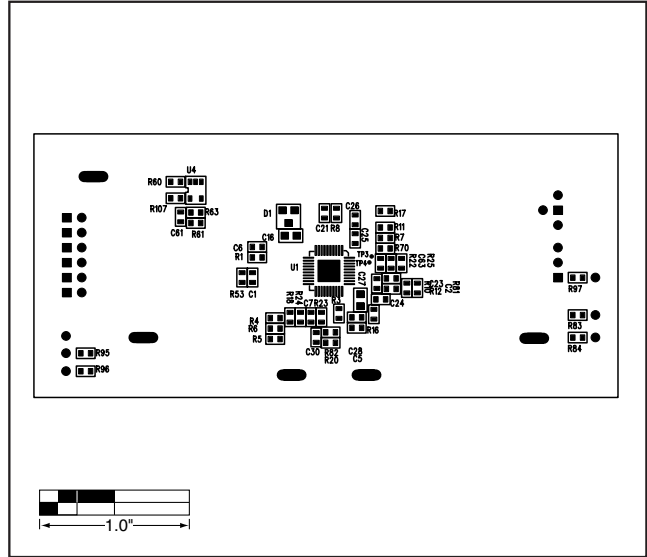 U4
R60
R107
R63
C61
R61
D1
C26
C21 R8
C25
C16
R17
R11
R7
R70
C6
R1
U1
TP3
TP4
R22
C63
R25
R53 C1
C27
C23
R12
C2
R81
C24
R97
R18
R24
C7
R23
R3
R4
R6
R5
R16
C30
R82
R20
C28
C5
R83
R84
R95
R96
1.0"